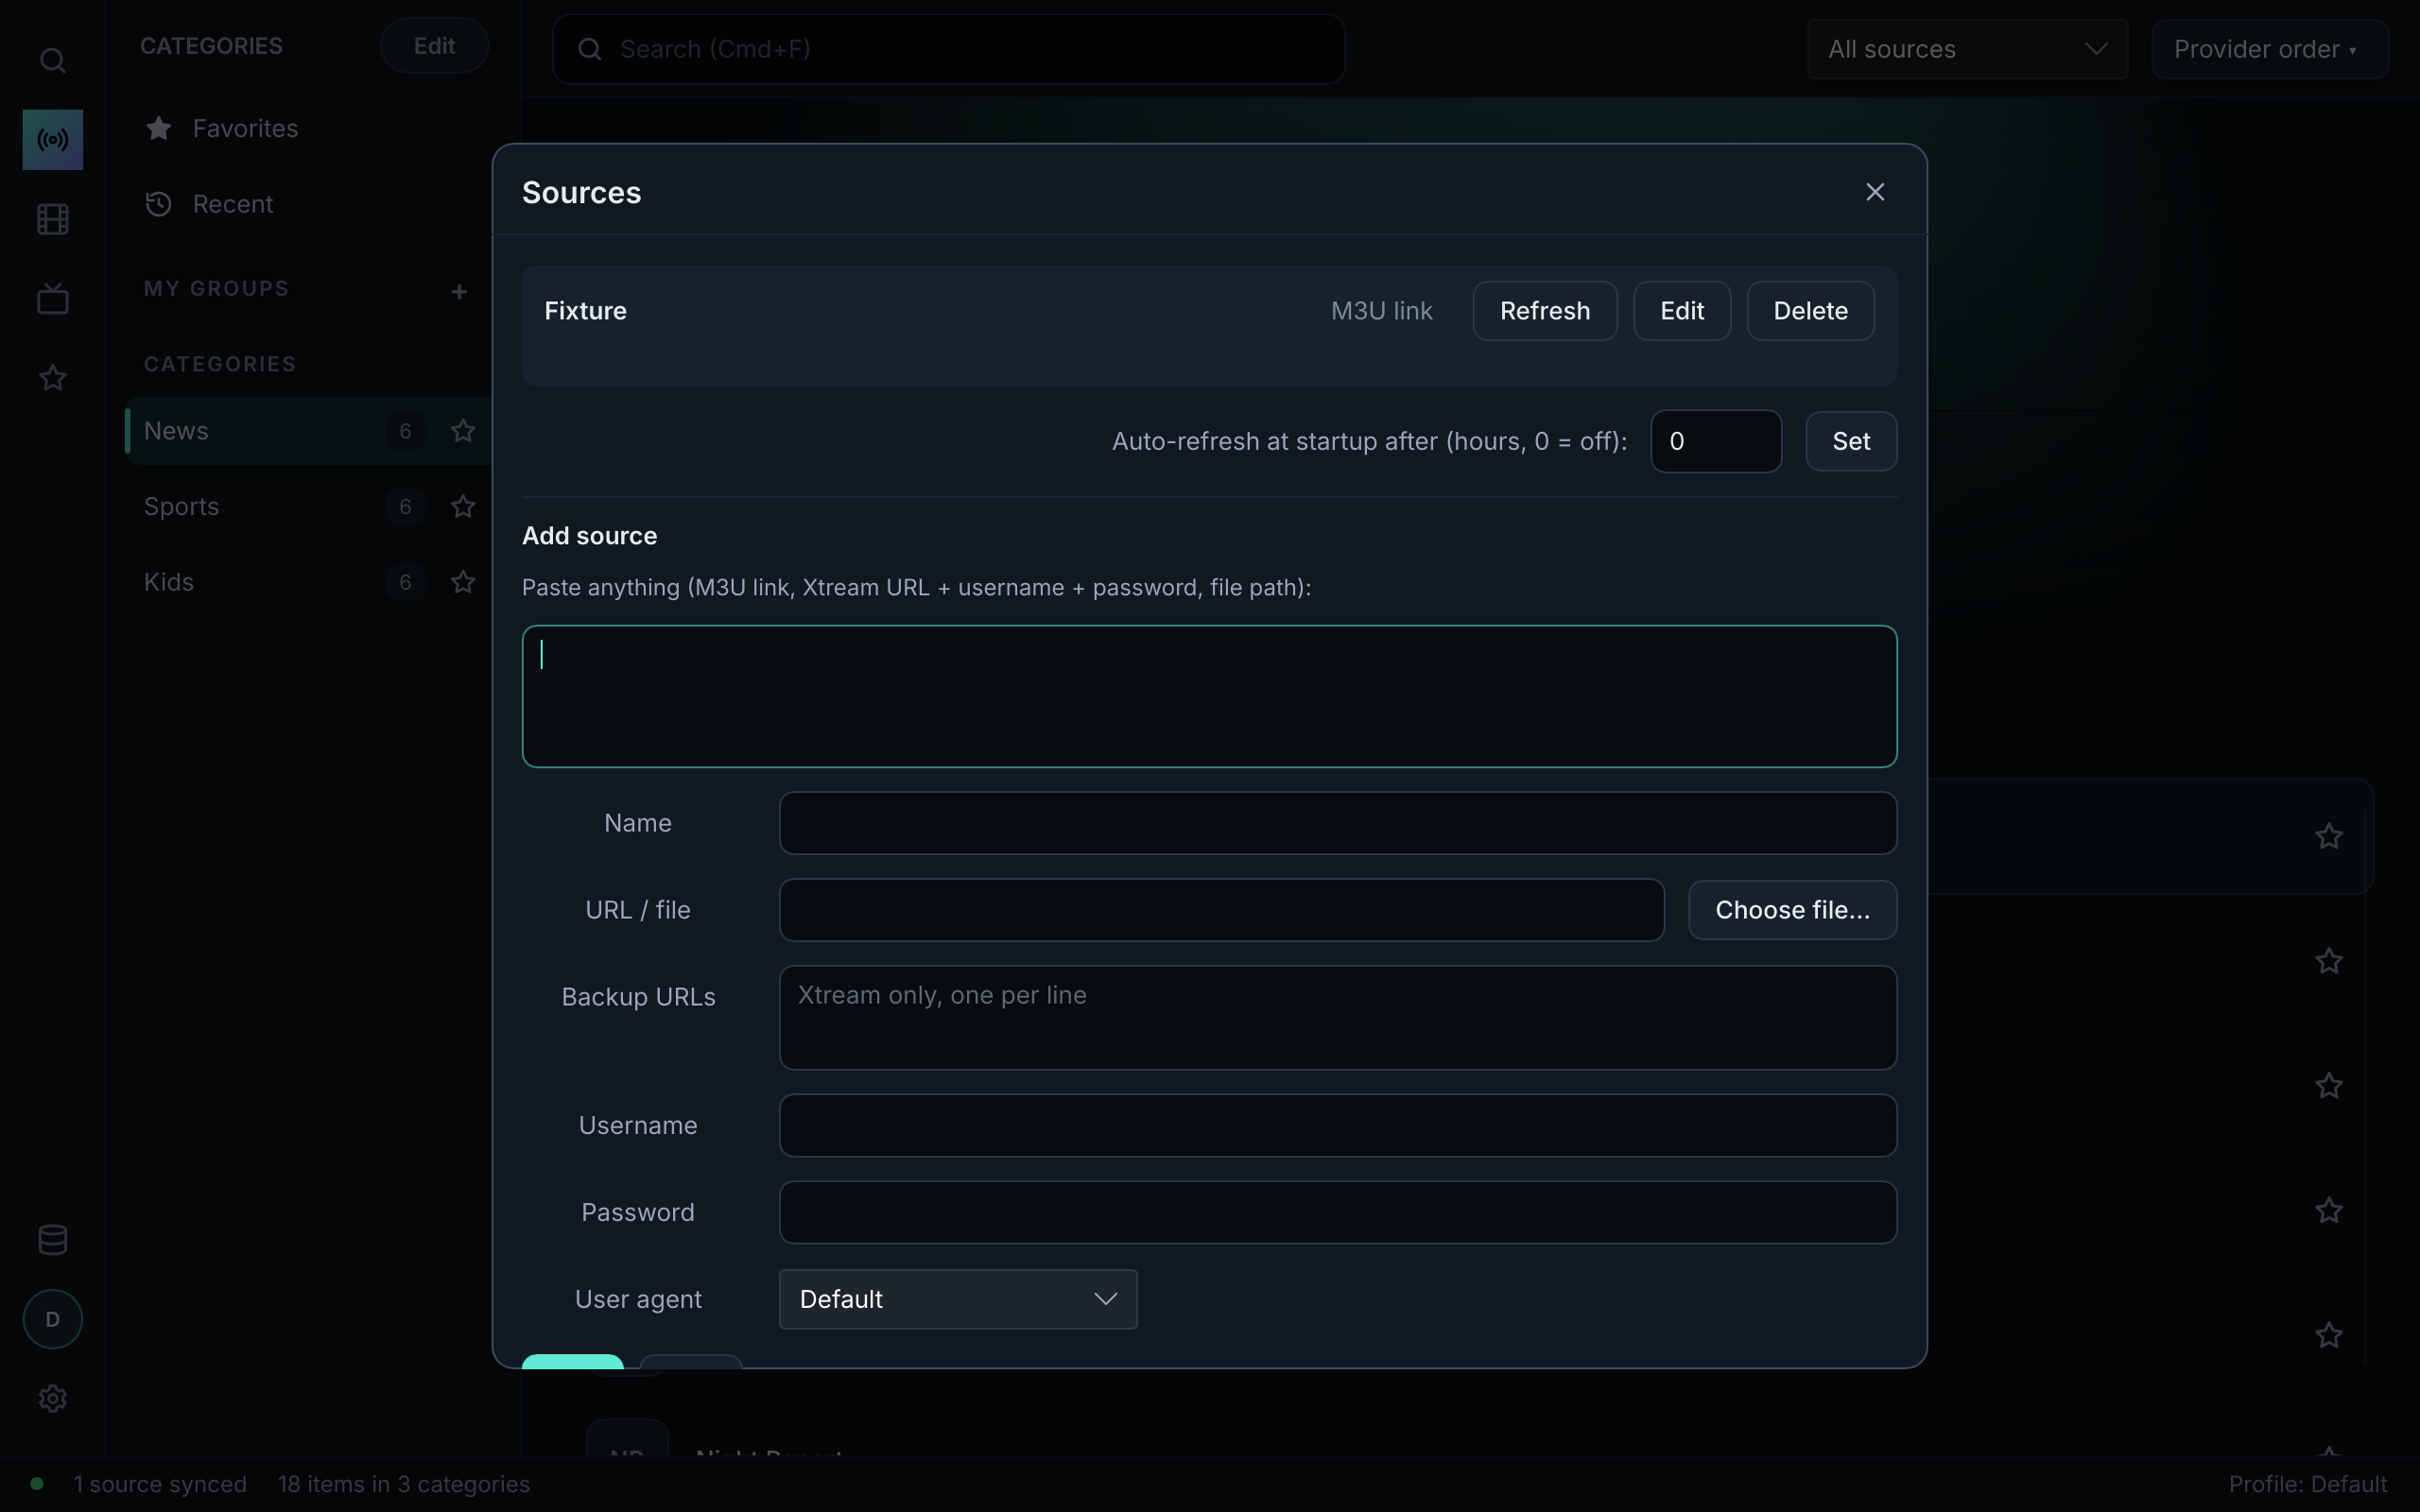 CATEGORIES
Edit
Search (Cmd+F)
All sources
Provider order
Favorites
Recent
MY GROUPS
CATEGORIES
News 6
Sports 6
Kids 6
D
Sources
Fixture
M3U link
Refresh
Edit
Delete
Auto-refresh at startup after (hours, 0 = off):
0
Set
Add source
Paste anything (M3U link, Xtream URL + username + password, file path):
Name
URL / file
Choose file...
Backup URLs
Xtream only, one per line
Username
Password
User agent
Default
1 source synced
18 items in 3 categories
Profile: Default